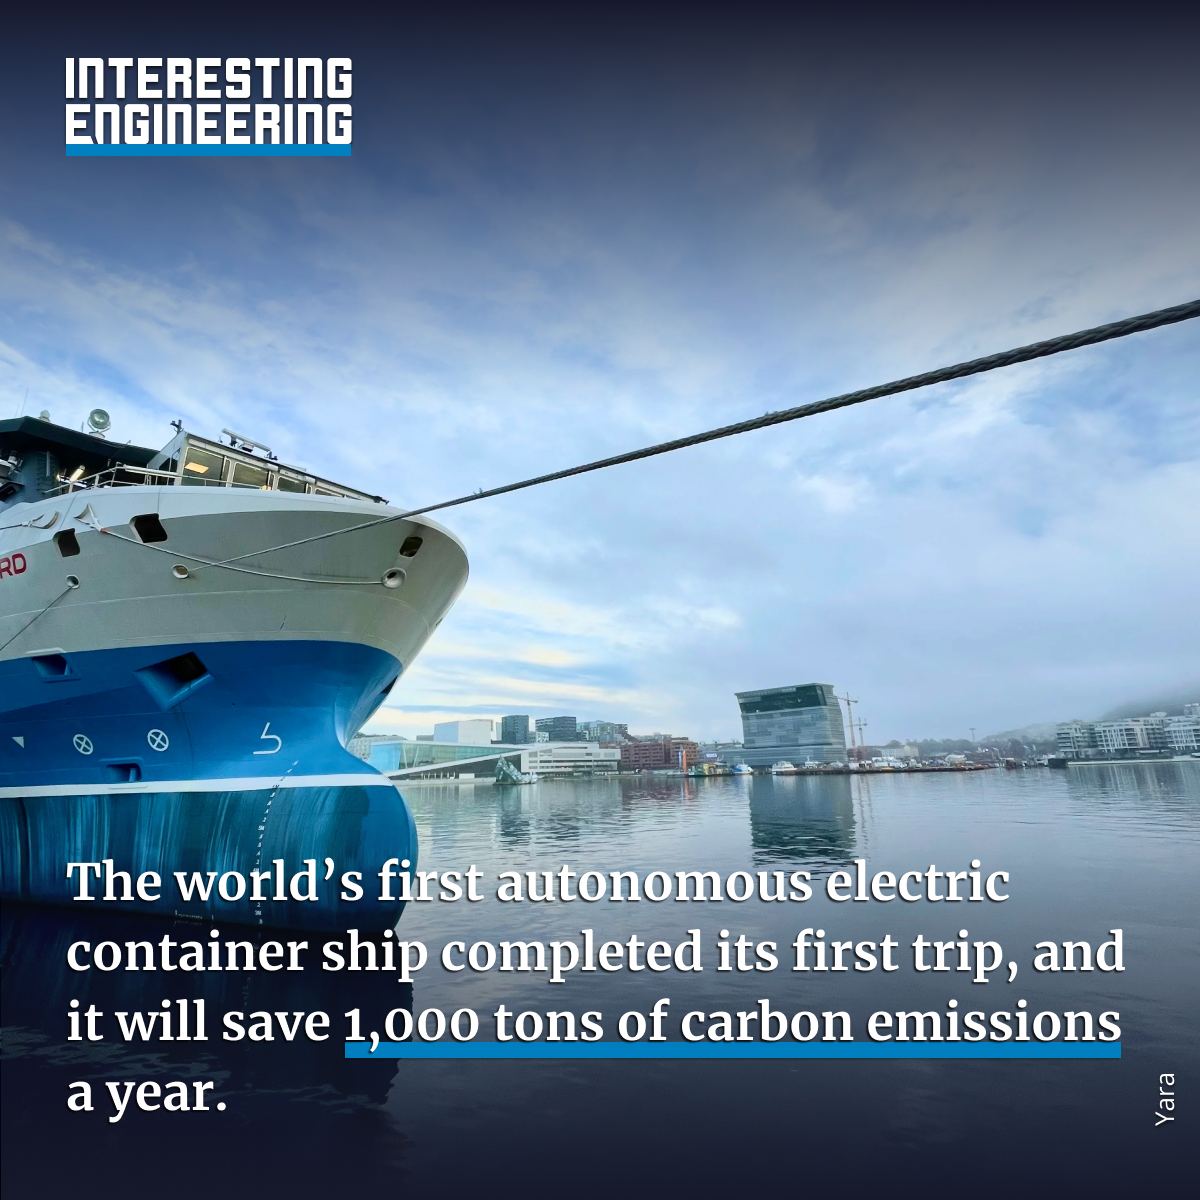 INTERESTING
ENGINEERING
RD
The world’s first autonomous electric
container ship completed its first trip, and
it will save 1,000 tons of carbon emissions
a year.
Yara